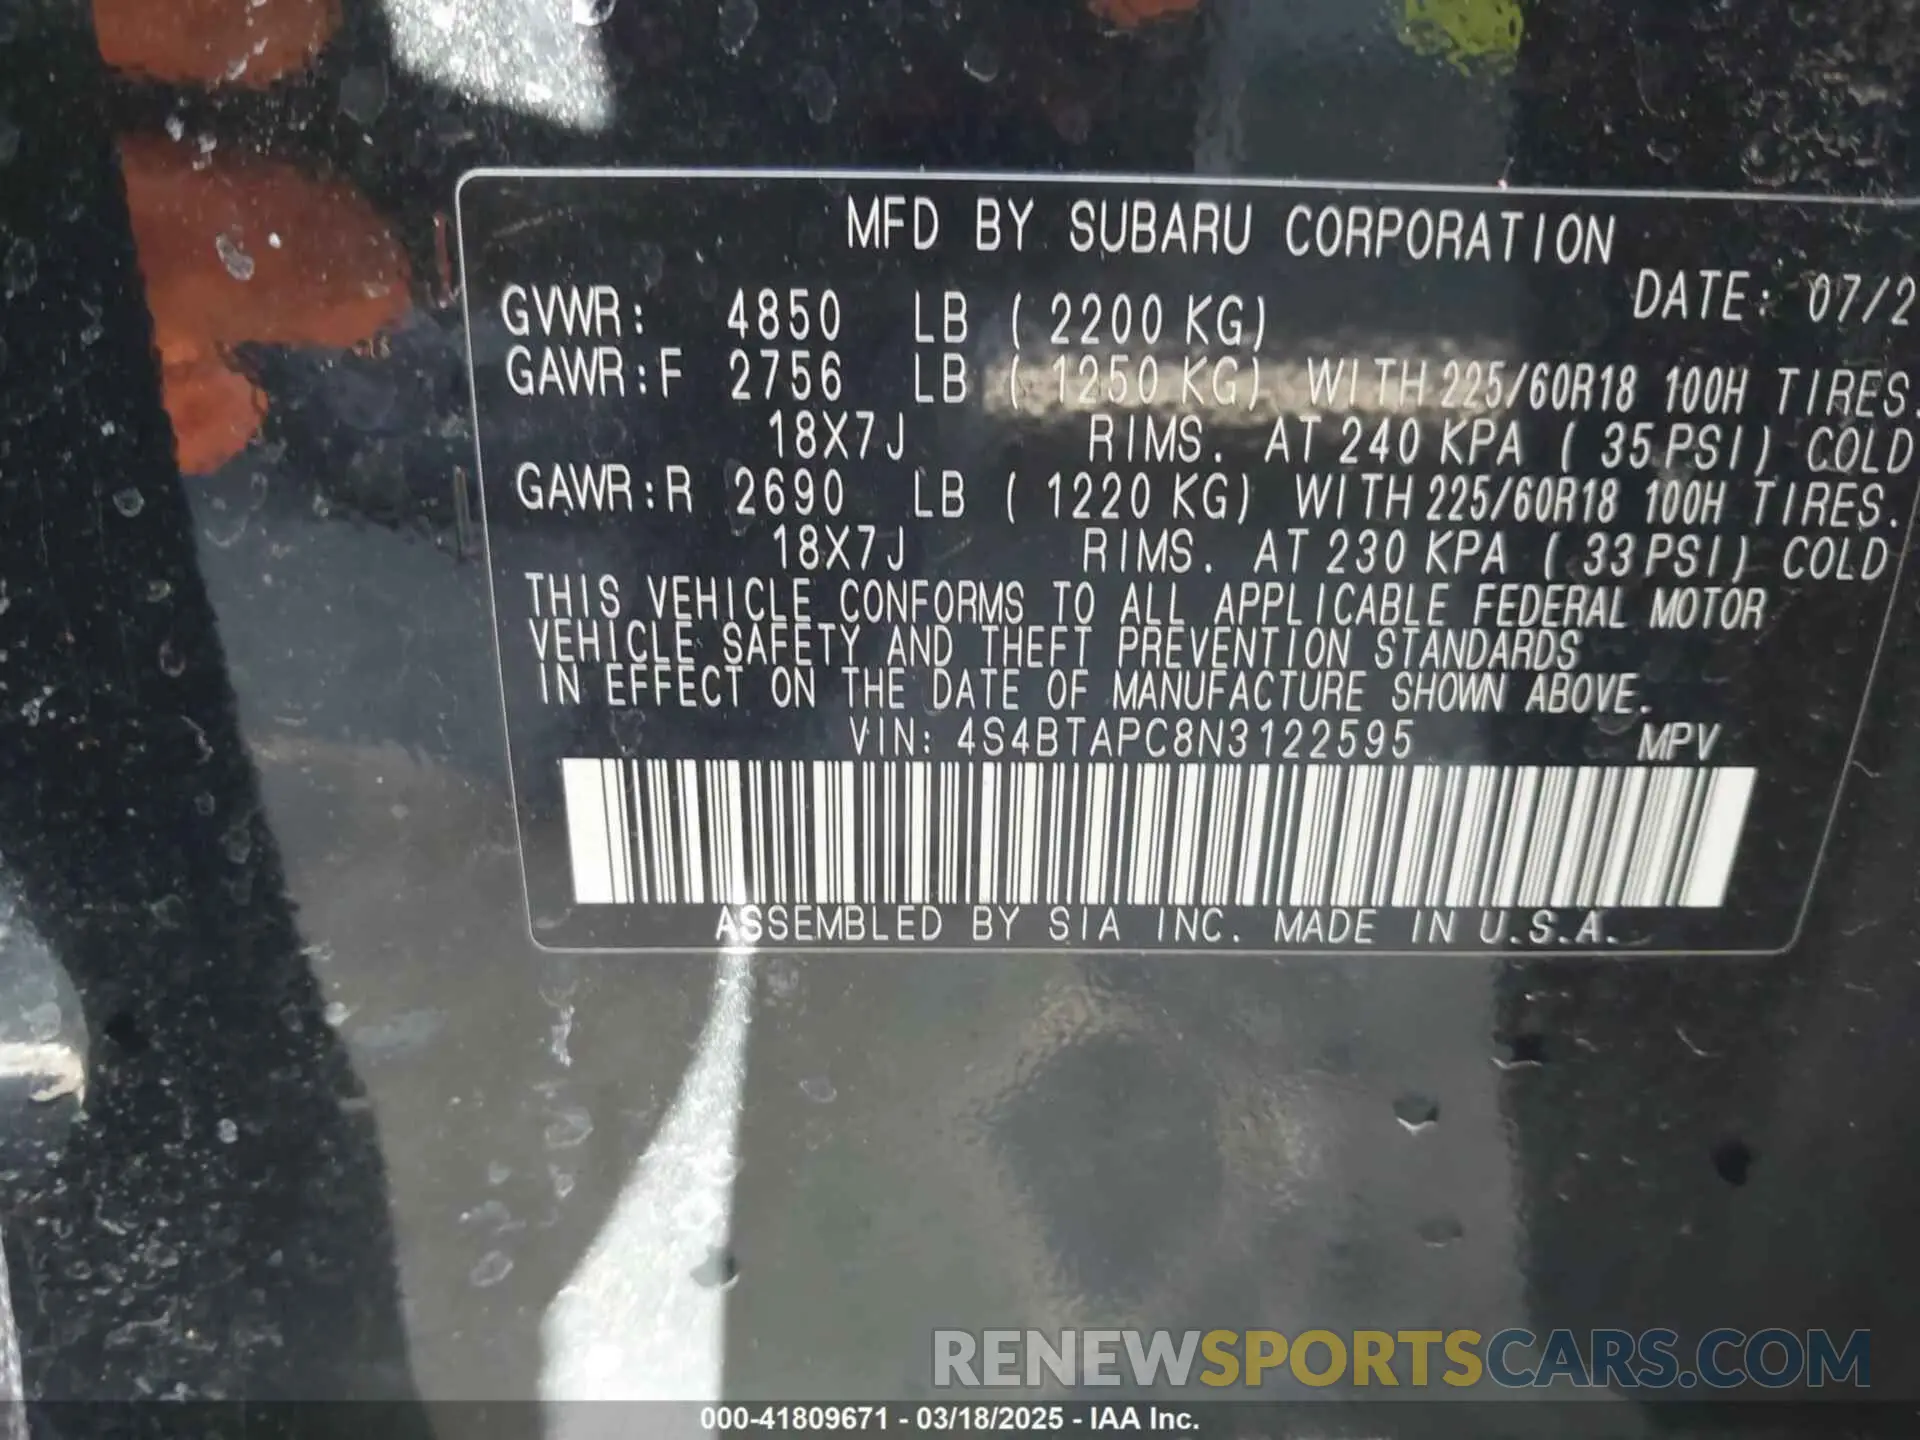 MFD BY SUBARU CORPORATION
DATE: 07/2
GVWR: 4850 LB ( 2200 KG)
GAWR:F 2756 LB ( 1250 KG) WITH 225/60R18 100H TIRES.
18X7J RIMS. AT 240 KPA ( 35 PSI) COLD
GAWR:R 2690 LB ( 1220 KG) WITH 225/60R18 100H TIRES.
18X7J RIMS. AT 230 KPA ( 33 PSI) COLD
THIS VEHICLE CONFORMS TO ALL APPLICABLE FEDERAL MOTOR
VEHICLE SAFETY AND THEFT PREVENTION STANDARDS
IN EFFECT ON THE DATE OF MANUFACTURE SHOWN ABOVE.
VIN: 4S4BTAPC8N3122595 MPV
ASSEMBLED BY SIA INC. MADE IN U.S.A.
RENEWSPORTSCARS.COM
000-41809671 - 03/18/2025 - IAA Inc.